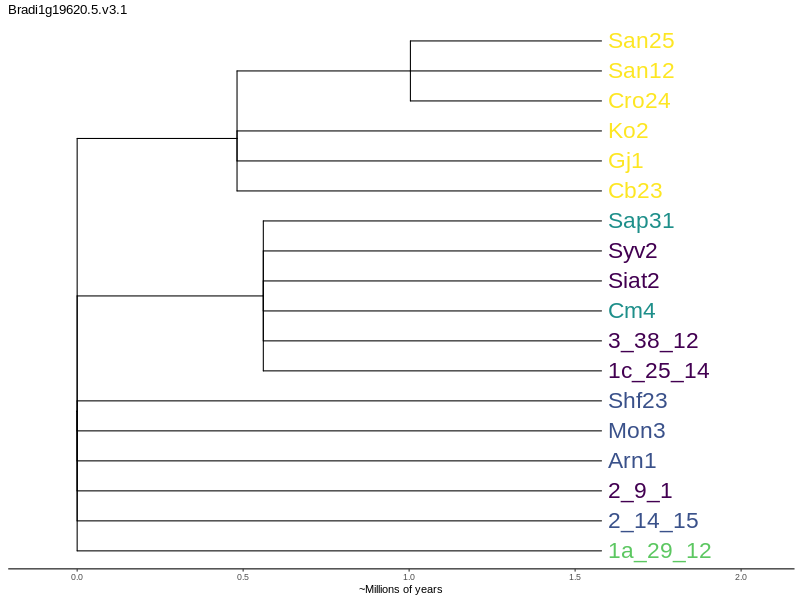 Bradi1g19620.5.v3.1
San25
San12
Cro24
Ko2
Gj1
Cb23
Sap31
Syv2
Siat2
Cm4
3_38_12
1c_25_14
Shf23
Mon3
Arn1
2_9_1
2_14_15
1a_29_12
0.0 0.5 1.0 1.5 2.0
~Millions of years